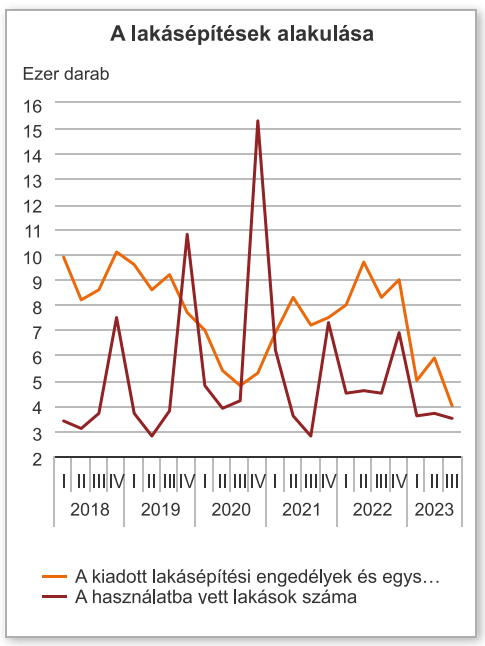 A lakásépítések alakulása
Ezer darab
16
15
14
13
12
11
10
9
8
7
6
5
4
3
2
I II III IV I II III IV I II III IV I II III IV I II III IV I II III
2018 2019 2020 2021 2022 2023
A kiadott lakásépítési engedélyek és egys…
A használatba vett lakások száma